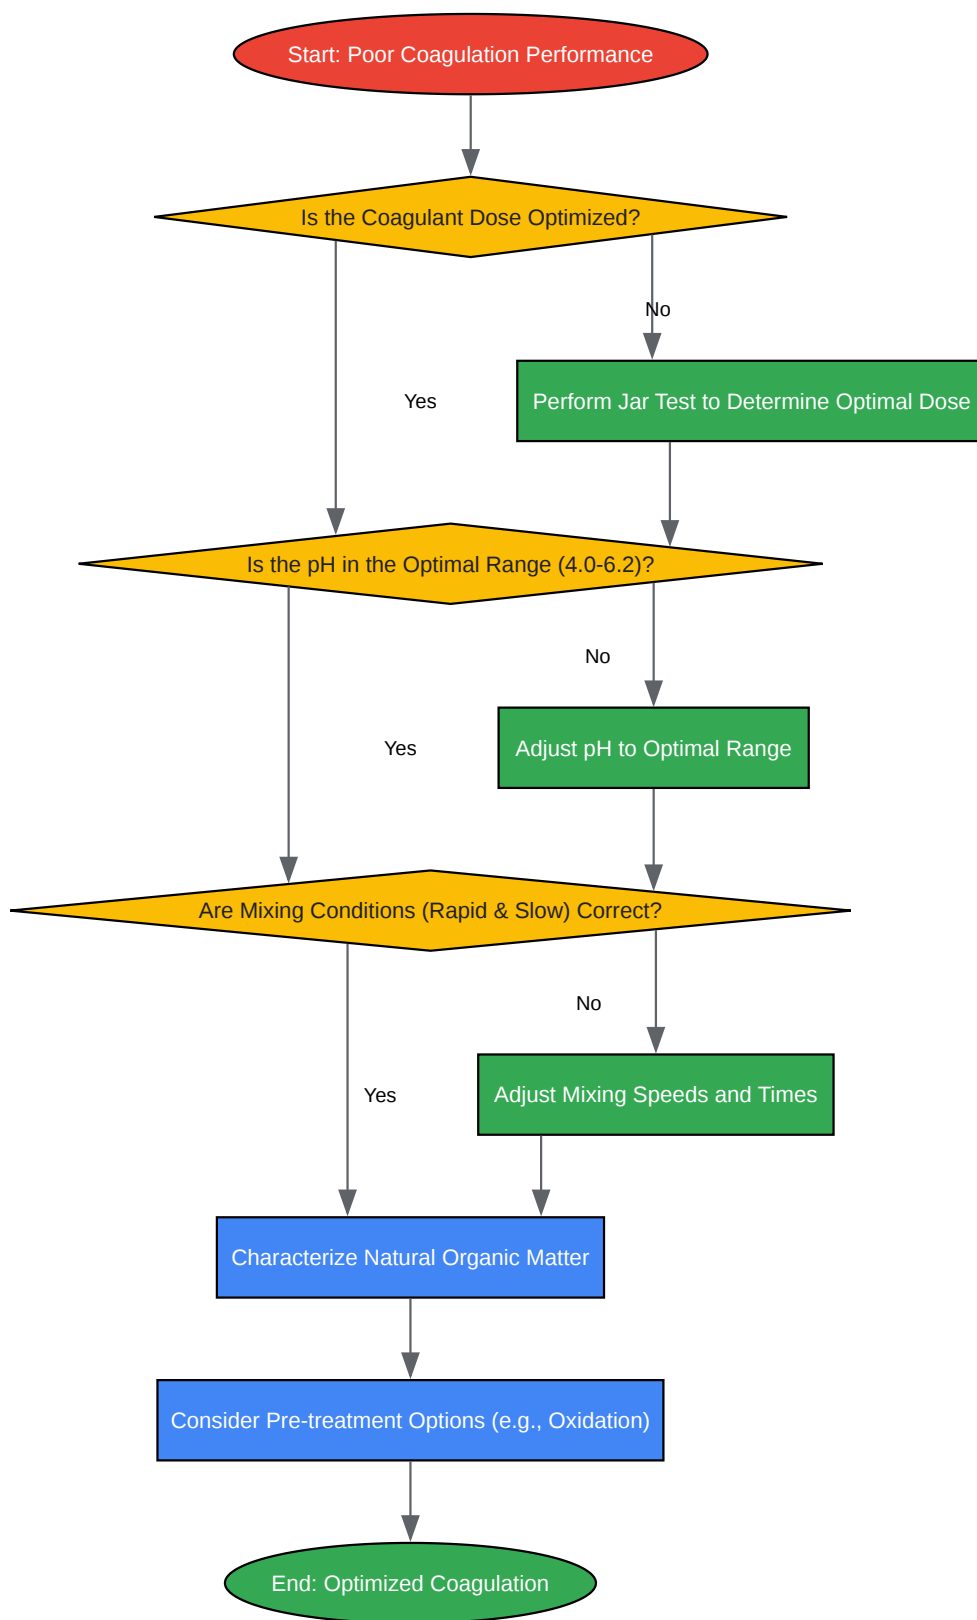 Start: Poor Coagulation Performance
Is the Coagulant Dose Optimized?
No
Yes
Perform Jar Test to Determine Optimal Dose
Is the pH in the Optimal Range (4.0-6.2)?
No
Yes
Adjust pH to Optimal Range
Are Mixing Conditions (Rapid & Slow) Correct?
No
Yes
Adjust Mixing Speeds and Times
Characterize Natural Organic Matter
Consider Pre-treatment Options (e.g., Oxidation)
End: Optimized Coagulation